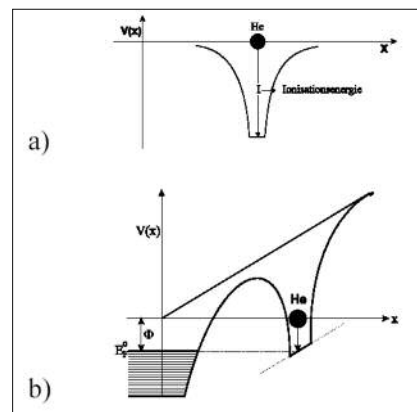 He
V(x)
X
I
Ionisationsenergie
a)
V(x)
He
x
Φ
b)